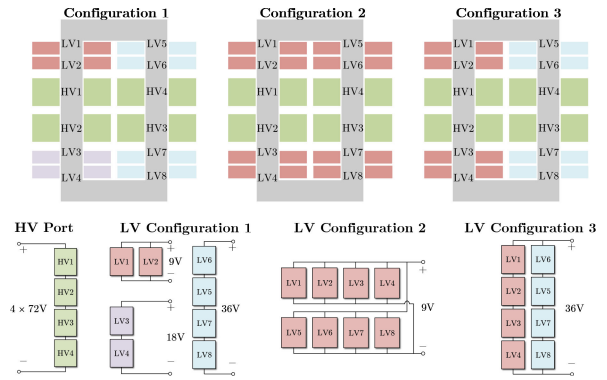 Configuration 1
Configuration 2
Configuration 3
LV1
LV5
LV2
LV6
HV1
HV4
HV2
HV3
LV3
LV7
LV4
LV8
LV1
LV5
LV2
LV6
HV1
HV4
HV2
HV3
LV3
LV7
LV4
LV8
LV1
LV5
LV2
LV6
HV1
HV4
HV2
HV3
LV3
LV7
LV4
LV8
HV Port
+
HV1
HV2
4 × 72V
HV3
HV4
−
LV Configuration 1
+
LV1
LV2
9V
−
+
LV3
18V
LV4
−
+
LV6
LV5
36V
LV7
LV8
−
LV Configuration 2
+
LV1
LV2
LV3
LV4
9V
LV5
LV6
LV7
LV8
−
LV Configuration 3
+
LV1
LV6
LV2
LV5
36V
LV3
LV7
LV4
LV8
−